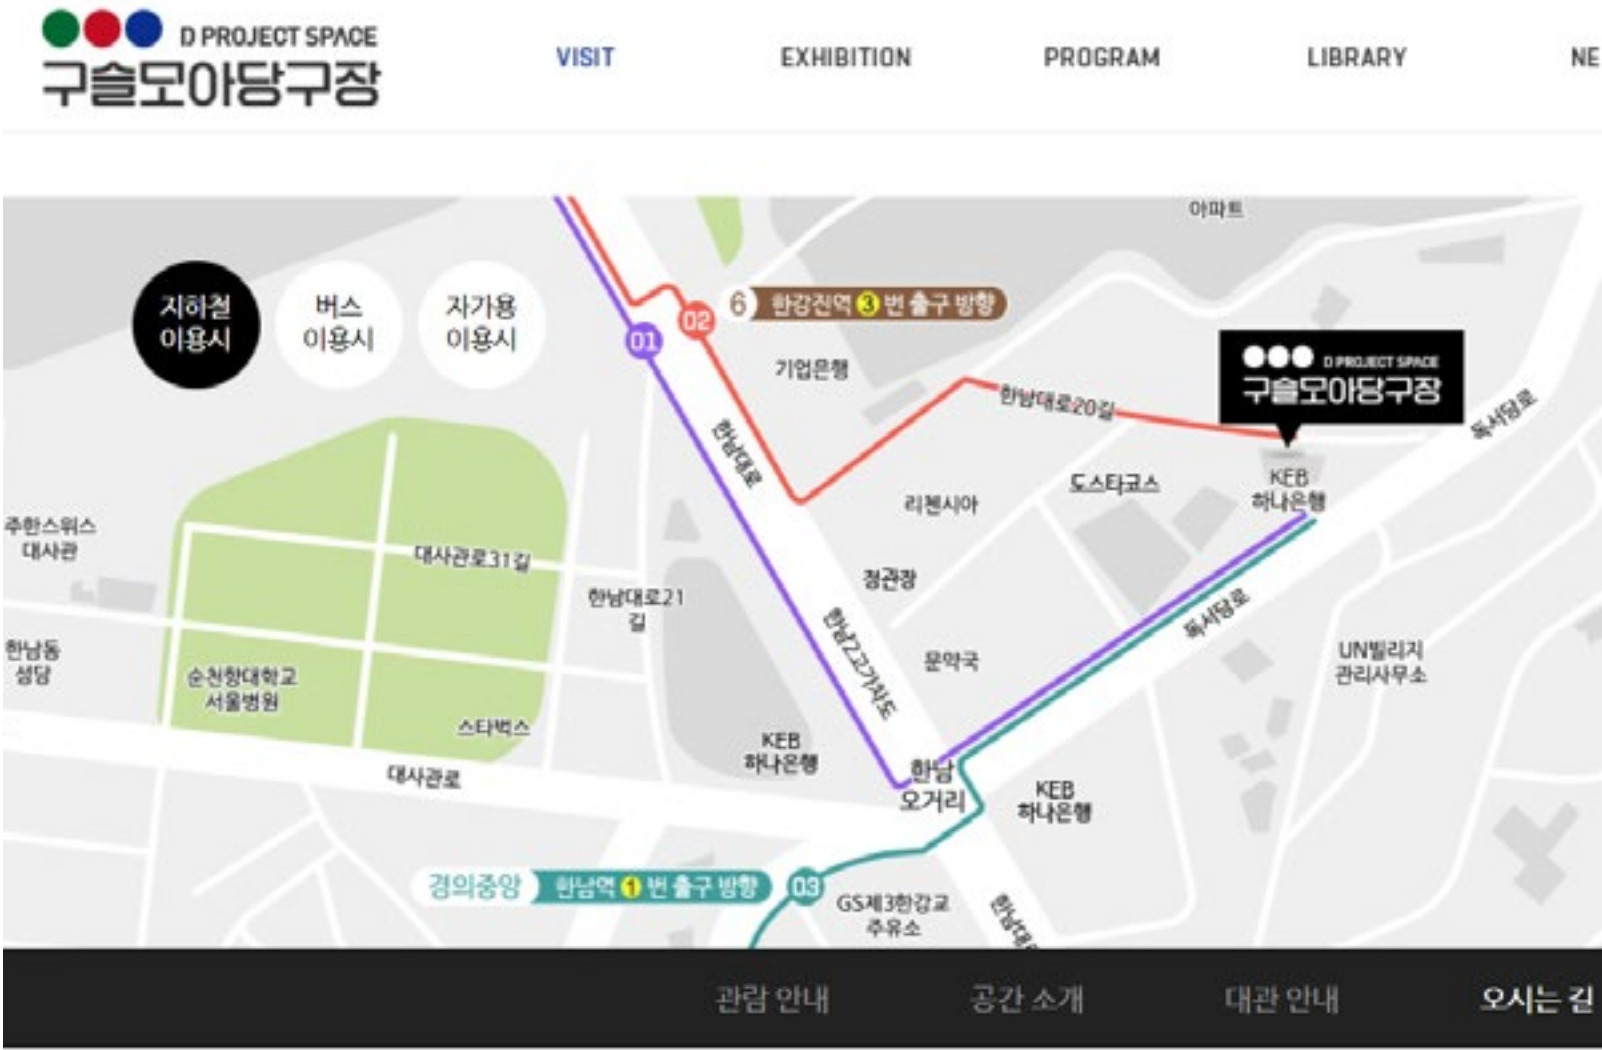 D PROJECT SPACE
구슬모아당구장
VISIT
EXHIBITION
PROGRAM
LIBRARY
NE
아파트
지하철
이용시
버스
이용시
자가용
이용시
01
02
6 한강진역 3 번 출구 방향
기업은행
D PROJECT SPACE
구슬모아당구장
한남대로20길
독서당로
한남대로
KEB
하나은행
도스타코스
리첸시아
주한스위스
대사관
대사관로31길
정관장
한남대로21
길
독서당로
한남2고가차도
한남동
성당
문약국
UN빌리지
관리사무소
순천향대학교
서울병원
스타벅스
KEB
하나은행
대사관로
한남
오거리
KEB
하나은행
경의중앙 한남역 1 번 출구 방향
03
GS제3한강교
주유소
한남대로
관람 안내
공간 소개
대관 안내
오시는 길